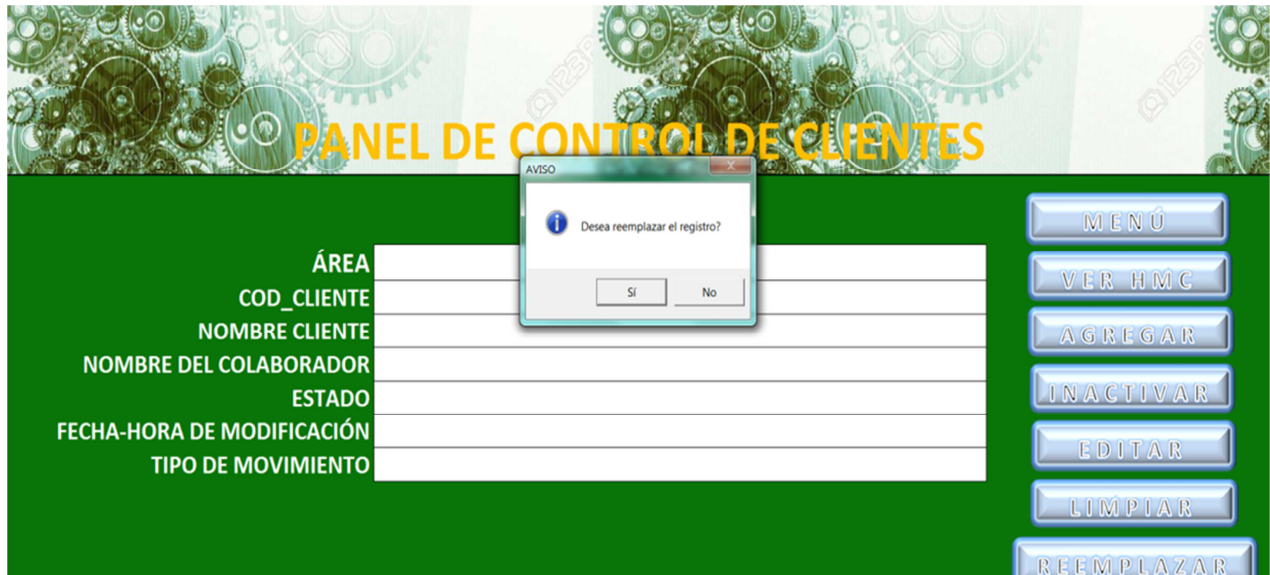 PANEL DE CONTROL DE CLIENTES
AVISO
Desea reemplazar el registro?
Sí
No
ÁREA
COD_CLIENTE
NOMBRE CLIENTE
NOMBRE DEL COLABORADOR
ESTADO
FECHA-HORA DE MODIFICACIÓN
TIPO DE MOVIMIENTO
MENÚ
VER HMC
AGREGAR
INACTIVAR
EDITAR
LIMPIAR
REEMPLAZAR